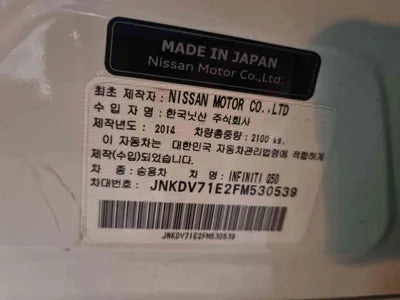 MADE IN JAPAN
Nissan Motor Co.,Ltd.
최초 제작자 : NISSAN MOTOR CO.,LTD
수 입 자 명 : 한국닛산 주식회사
제작년도 : 2014 차량총중량 : 2100 kg.
이 자동차는 대한민국 자동차관리법령에 적합하게
제작(수입)되었습니다.
차 종 : 승용차 차 명 : INFINITI Q50
차대번호 : JNKDV71E2FM530539
JNKDV71E2FM530539